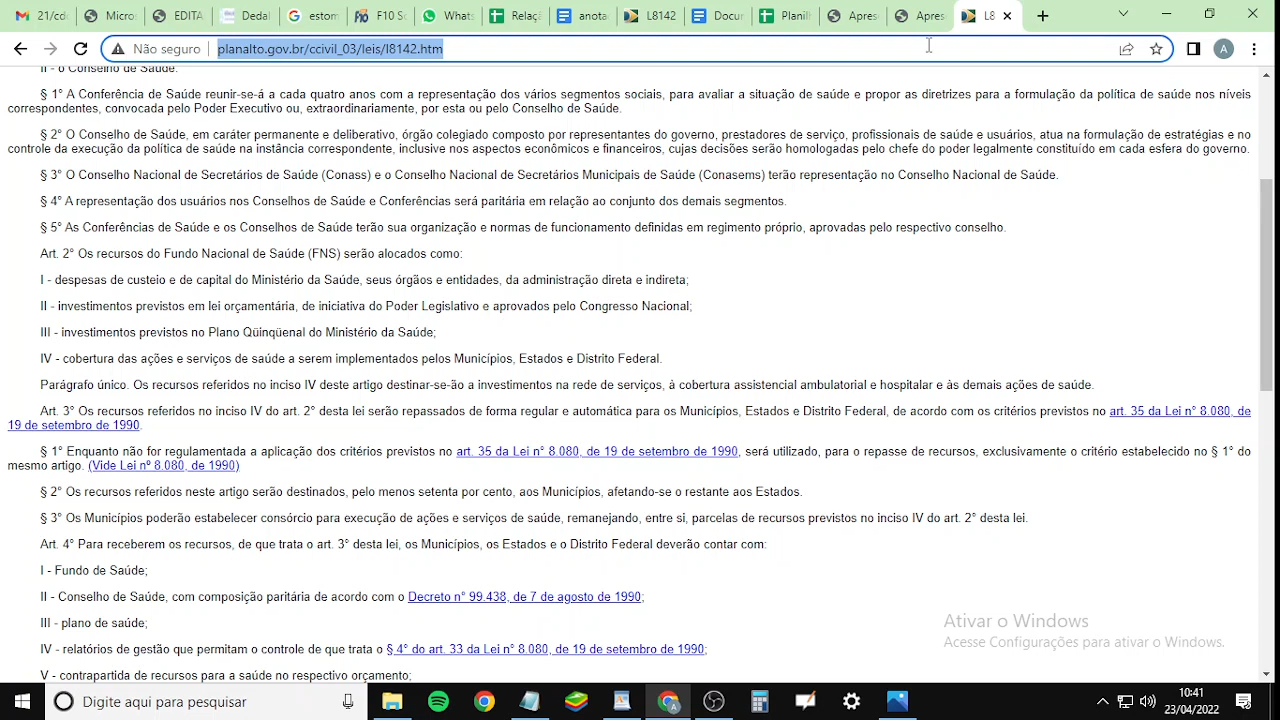 21/cd
Micro
EDITA
Dedal
estom
F10 Sc
Whats
Relaçã
anota
L8142
Docur
Planilh
Apres
Apres
L8
Não seguro
planalto.gov.br/ccivil_03/leis/l8142.htm
A
II - o Conselho de Saúde.
§ 1° A Conferência de Saúde reunir-se-á a cada quatro anos com a representação dos vários segmentos sociais, para avaliar a situação de saúde e propor as diretrizes para a formulação da política de saúde nos níveis
correspondentes, convocada pelo Poder Executivo ou, extraordinariamente, por esta ou pelo Conselho de Saúde.
§ 2° O Conselho de Saúde, em caráter permanente e deliberativo, órgão colegiado composto por representantes do governo, prestadores de serviço, profissionais de saúde e usuários, atua na formulação de estratégias e no
controle da execução da política de saúde na instância correspondente, inclusive nos aspectos econômicos e financeiros, cujas decisões serão homologadas pelo chefe do poder legalmente constituído em cada esfera do governo.
§ 3° O Conselho Nacional de Secretários de Saúde (Conass) e o Conselho Nacional de Secretários Municipais de Saúde (Conasems) terão representação no Conselho Nacional de Saúde.
§ 4° A representação dos usuários nos Conselhos de Saúde e Conferências será paritária em relação ao conjunto dos demais segmentos.
§ 5° As Conferências de Saúde e os Conselhos de Saúde terão sua organização e normas de funcionamento definidas em regimento próprio, aprovadas pelo respectivo conselho.
Art. 2° Os recursos do Fundo Nacional de Saúde (FNS) serão alocados como:
I - despesas de custeio e de capital do Ministério da Saúde, seus órgãos e entidades, da administração direta e indireta;
II - investimentos previstos em lei orçamentária, de iniciativa do Poder Legislativo e aprovados pelo Congresso Nacional;
III - investimentos previstos no Plano Qüinqüenal do Ministério da Saúde;
IV - cobertura das ações e serviços de saúde a serem implementados pelos Municípios, Estados e Distrito Federal.
Parágrafo único. Os recursos referidos no inciso IV deste artigo destinar-se-ão a investimentos na rede de serviços, à cobertura assistencial ambulatorial e hospitalar e às demais ações de saúde.
Art. 3° Os recursos referidos no inciso IV do art. 2° desta lei serão repassados de forma regular e automática para os Municípios, Estados e Distrito Federal, de acordo com os critérios previstos no art. 35 da Lei n° 8.080, de
19 de setembro de 1990.
§ 1° Enquanto não for regulamentada a aplicação dos critérios previstos no art. 35 da Lei n° 8.080, de 19 de setembro de 1990, será utilizado, para o repasse de recursos, exclusivamente o critério estabelecido no § 1° do
mesmo artigo. (Vide Lei nº 8.080, de 1990)
§ 2° Os recursos referidos neste artigo serão destinados, pelo menos setenta por cento, aos Municípios, afetando-se o restante aos Estados.
§ 3° Os Municípios poderão estabelecer consórcio para execução de ações e serviços de saúde, remanejando, entre si, parcelas de recursos previstos no inciso IV do art. 2° desta lei.
Art. 4° Para receberem os recursos, de que trata o art. 3° desta lei, os Municípios, os Estados e o Distrito Federal deverão contar com:
I - Fundo de Saúde;
II - Conselho de Saúde, com composição paritária de acordo com o Decreto n° 99.438, de 7 de agosto de 1990;
III - plano de saúde;
IV - relatórios de gestão que permitam o controle de que trata o § 4° do art. 33 da Lei n° 8.080, de 19 de setembro de 1990;
V - contrapartida de recursos para a saúde no respectivo orçamento;
Ativar o Windows
Acesse Configurações para ativar o Windows.
Digite aqui para pesquisar
10:41
23/04/2022